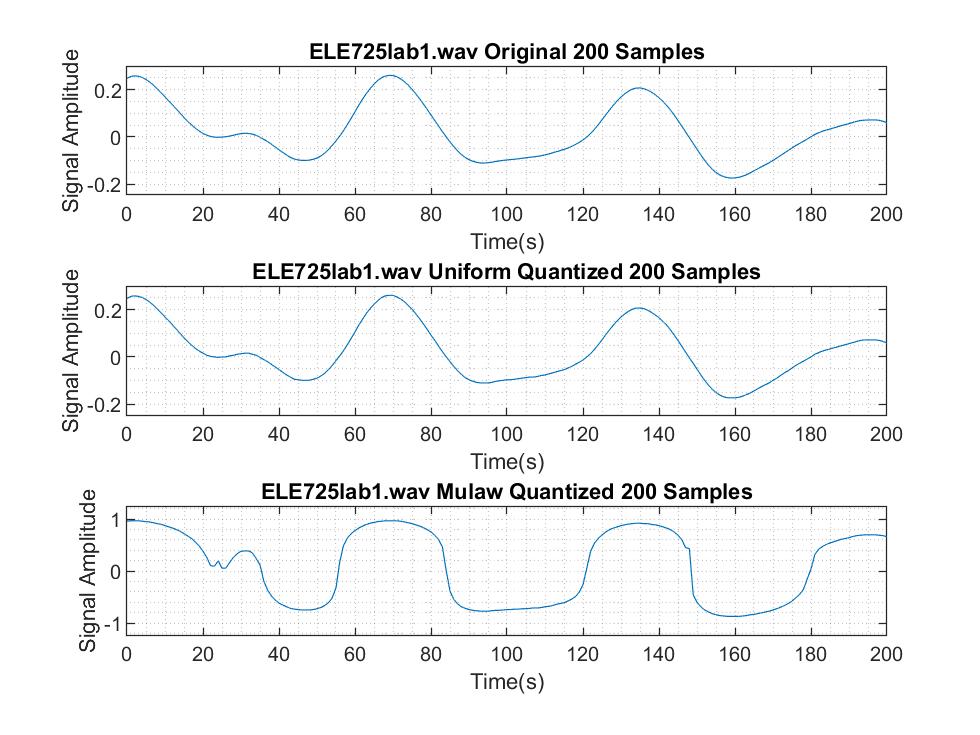 ELE725lab1.wav Original 200 Samples
Signal Amplitude
0.2
0
-0.2
0 20 40 60 80 100 120 140 160 180 200
Time(s)
ELE725lab1.wav Uniform Quantized 200 Samples
Signal Amplitude
0.2
0
-0.2
0 20 40 60 80 100 120 140 160 180 200
Time(s)
ELE725lab1.wav Mulaw Quantized 200 Samples
Signal Amplitude
1
0
-1
0 20 40 60 80 100 120 140 160 180 200
Time(s)